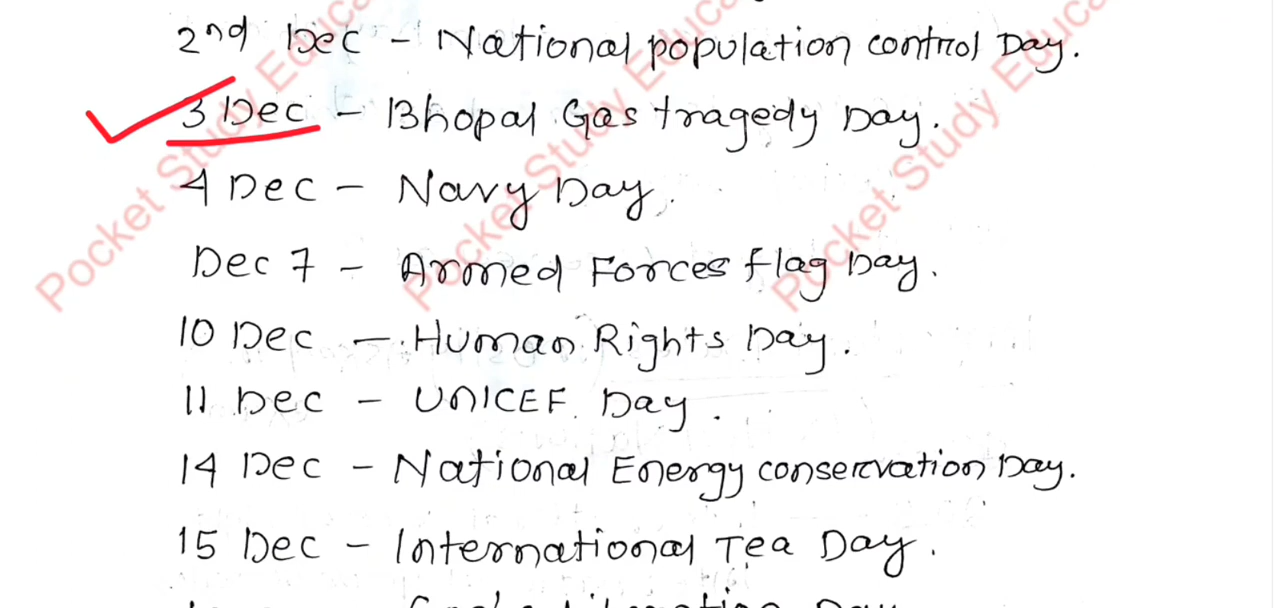 2nd Dec - National population control Day.
3 Dec - Bhopal Gas tragedy Day.
4 Dec - Navy Day.
Dec 7 - Armed Forces flag Day.
10 Dec - Human Rights Day.
11 Dec - UNICEF Day.
14 Dec - National Energy conservation Day.
15 Dec - International Tea Day.
Day
Pocket Study Educa
Pocket Study Educa
Pocket Study Educa